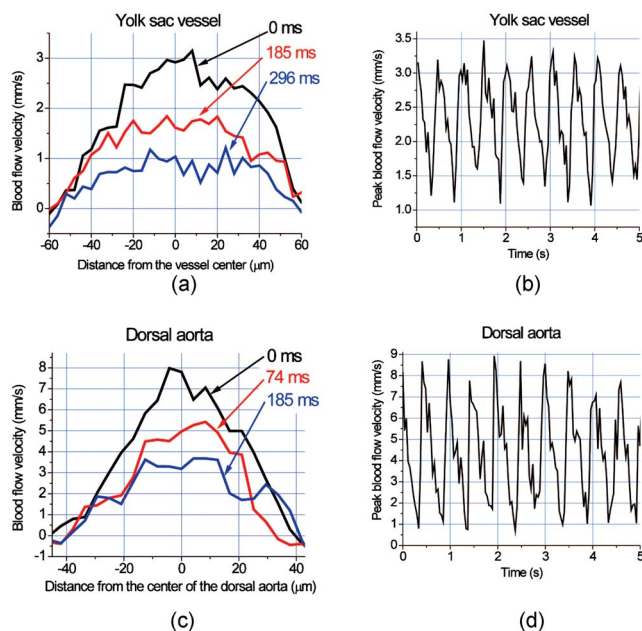 Yolk sac vessel
0 ms
185 ms
296 ms
Blood flow velocity (mm/s)
3
2
1
0
-60 -40 -20 0 20 40 60
Distance from the vessel center (µm)
(a)
Yolk sac vessel
Peak blood flow velocity (mm/s)
3.5
3.0
2.5
2.0
1.5
1.0
0 1 2 3 4 5
Time (s)
(b)
Dorsal aorta
0 ms
74 ms
185 ms
Blood flow velocity (mm/s)
8
7
6
5
4
3
2
1
0
-1
-40 -20 0 20 40
Distance from the center of the dorsal aorta (µm)
(c)
Dorsal aorta
Peak blood flow velocity (mm/s)
9
8
7
6
5
4
3
2
1
0
0 1 2 3 4 5
Time (s)
(d)